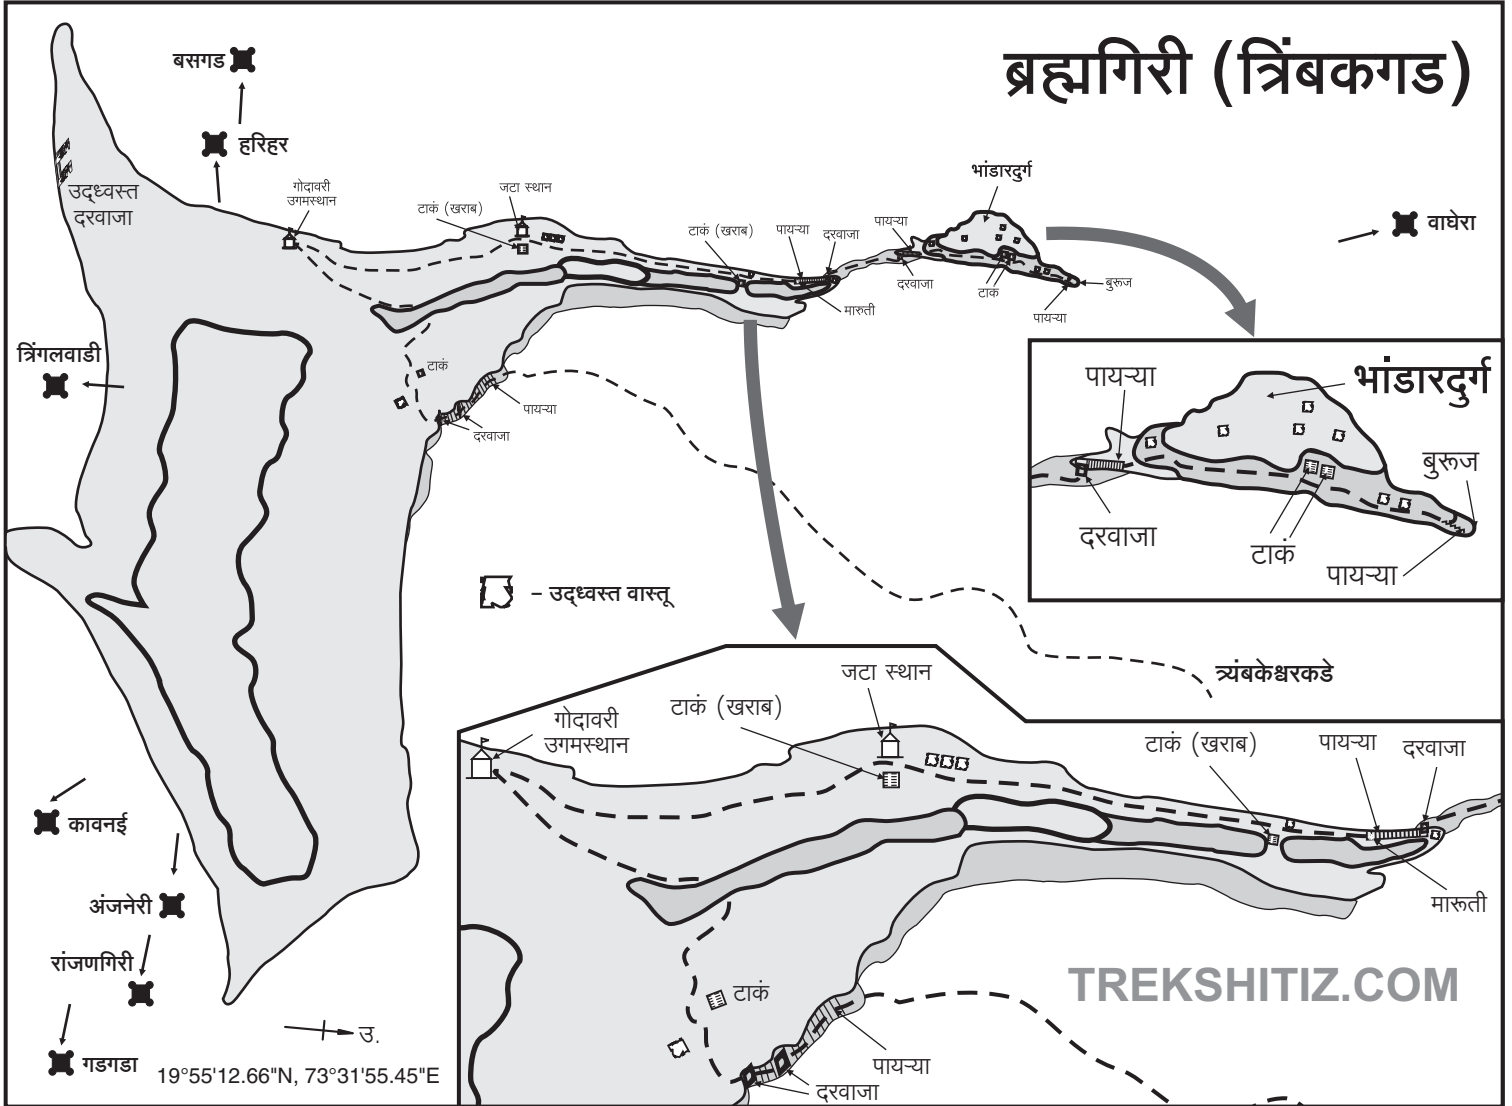 ब्रह्मगिरी (त्रिंबकगड)
बसगड
हरिहर
उद्ध्वस्त
दरवाजा
गोदावरी
उगमस्थान
टाकं (खराब)
जटा स्थान
टाकं (खराब)
पायऱ्या
दरवाजा
मारुती
पायऱ्या
दरवाजा
भांडारदुर्ग
टाकं
पायऱ्या
बुरूज
वाघेरा
त्रिंगलवाडी
टाकं
पायऱ्या
दरवाजा
भांडारदुर्ग
पायऱ्या
दरवाजा
टाकं
पायऱ्या
बुरूज
– उद्ध्वस्त वास्तू
त्र्यंबकेश्वरकडे
गोदावरी
उगमस्थान
टाकं (खराब)
जटा स्थान
टाकं (खराब)
पायऱ्या
दरवाजा
मारूती
टाकं
पायऱ्या
दरवाजा
TREKSHITIZ.COM
कावनई
अंजनेरी
रांजणगिरी
गडगडा
उ.
19°55'12.66"N, 73°31'55.45"E